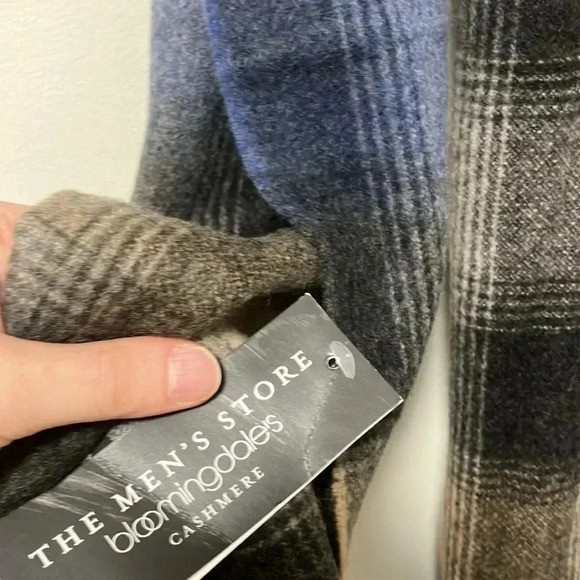 THE MEN'S STORE
bloomingdale's
CASHMERE